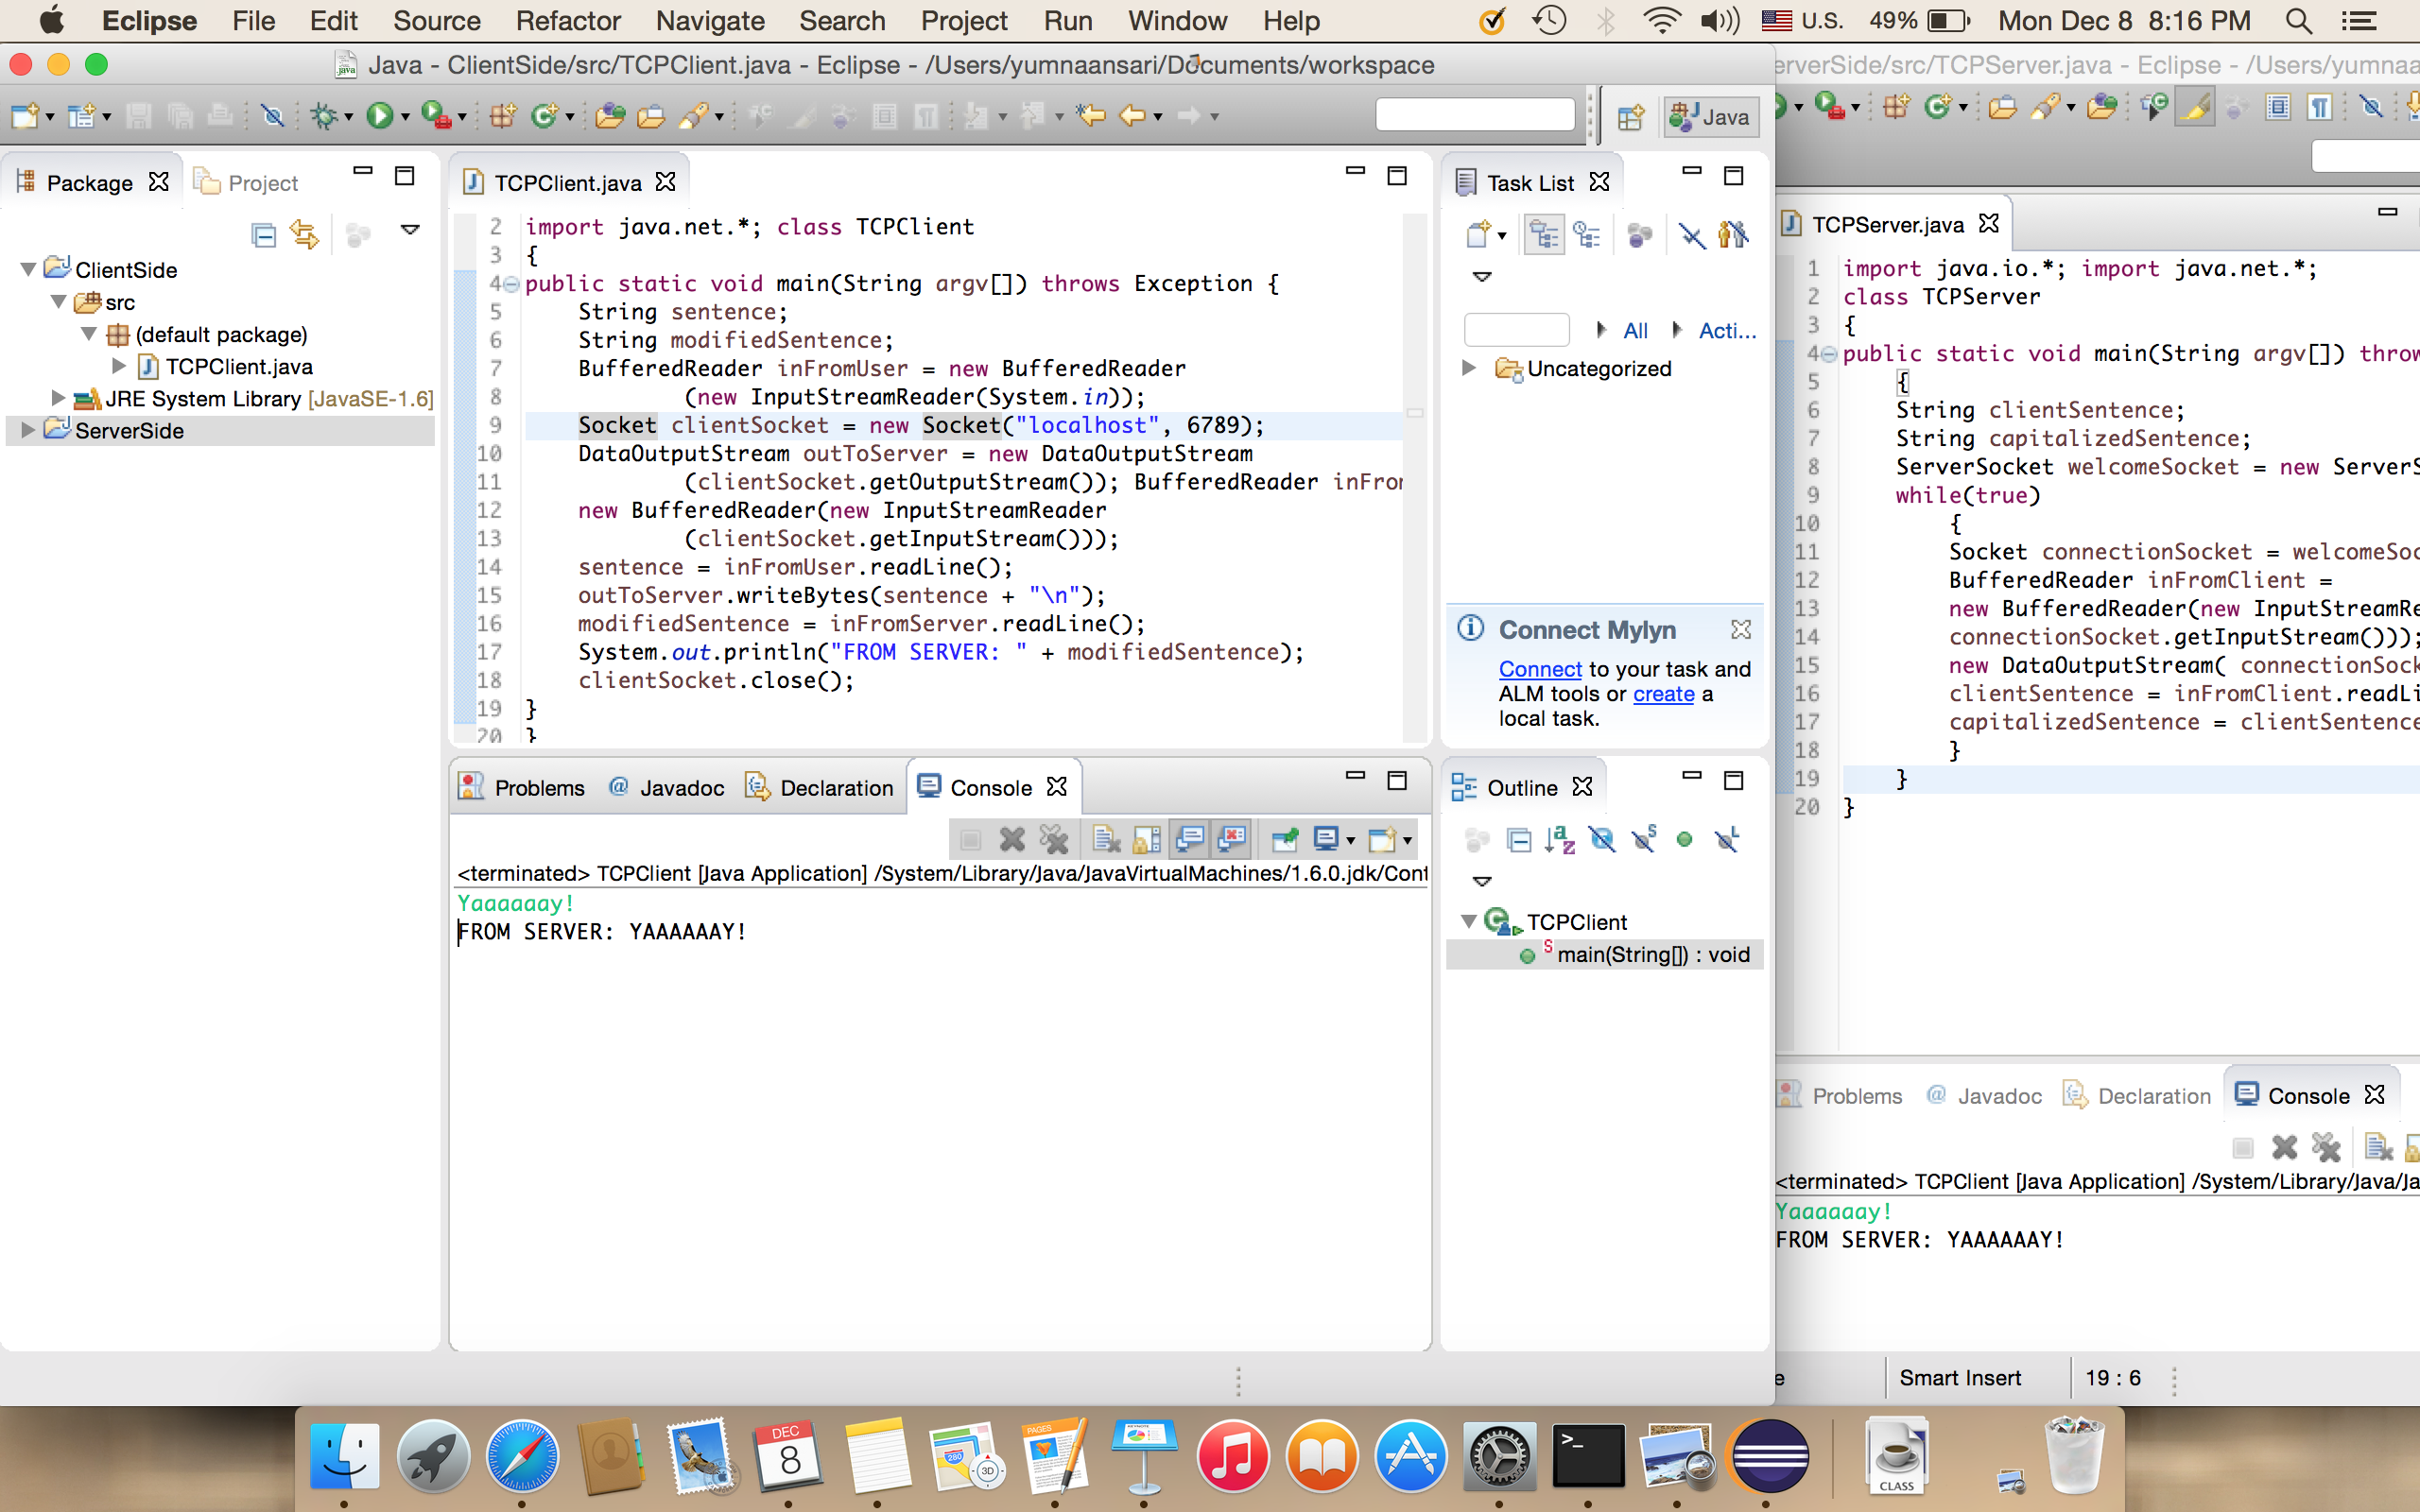 Eclipse File Edit Source Refactor Navigate Search Project Run Window Help U.S. 49% Mon Dec 8 8:16 PM
Java - ClientSide/src/TCPClient.java - Eclipse - /Users/yumnaansari/Documents/workspace
Java
Package
Project
ClientSide
src
(default package)
TCPClient.java
JRE System Library [JavaSE-1.6]
ServerSide
TCPClient.java
2 import java.net.*; class TCPClient
3 {
4 public static void main(String argv[]) throws Exception {
5 String sentence;
6 String modifiedSentence;
7 BufferedReader inFromUser = new BufferedReader
8 (new InputStreamReader(System.in));
9 Socket clientSocket = new Socket("localhost", 6789);
10 DataOutputStream outToServer = new DataOutputStream
11 (clientSocket.getOutputStream()); BufferedReader inFro
12 new BufferedReader(new InputStreamReader
13 (clientSocket.getInputStream()));
14 sentence = inFromUser.readLine();
15 outToServer.writeBytes(sentence + "\n");
16 modifiedSentence = inFromServer.readLine();
17 System.out.println("FROM SERVER: " + modifiedSentence);
18 clientSocket.close();
19 }
20 }
Problems @ Javadoc Declaration Console
<terminated> TCPClient [Java Application] /System/Library/Java/JavaVirtualMachines/1.6.0.jdk/Cont
Yaaaaaay!
FROM SERVER: YAAAAAAY!
Task List
All Acti...
Uncategorized
Connect Mylyn
Connect to your task and
ALM tools or create a
local task.
Outline
TCPClient
main(String[]) : void
erverSide/src/TCPServer.java - Eclipse - /Users/yumnaa
TCPServer.java
1 import java.io.*; import java.net.*;
2 class TCPServer
3 {
4 public static void main(String argv[]) throw
5 {
6 String clientSentence;
7 String capitalizedSentence;
8 ServerSocket welcomeSocket = new ServerS
9 while(true)
10 {
11 Socket connectionSocket = welcomeSoc
12 BufferedReader inFromClient =
13 new BufferedReader(new InputStreamRe
14 connectionSocket.getInputStream()));
15 new DataOutputStream( connectionSock
16 clientSentence = inFromClient.readLi
17 capitalizedSentence = clientSentence
18 }
19 }
20 }
Problems @ Javadoc Declaration Console
<terminated> TCPClient [Java Application] /System/Library/Java/Ja
Yaaaaaay!
FROM SERVER: YAAAAAAY!
e Smart Insert 19 : 6
DEC
8
280
3D
PAGES
KEYNOTE
>_
CLASS